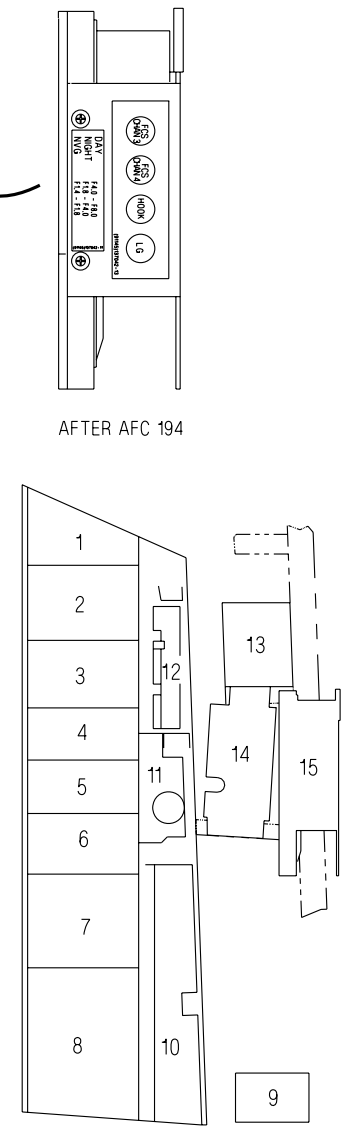 FCS
CHAN 3
FCS
CHAN 4
HOOK
LG
DAY F4.0 - F8.0
NIGHT F1.8 - F4.0
NVG F1.4 - F1.8
AFTER AFC 194
1
2
3
4
5
6
7
8
9
10
11
12
13
14
15